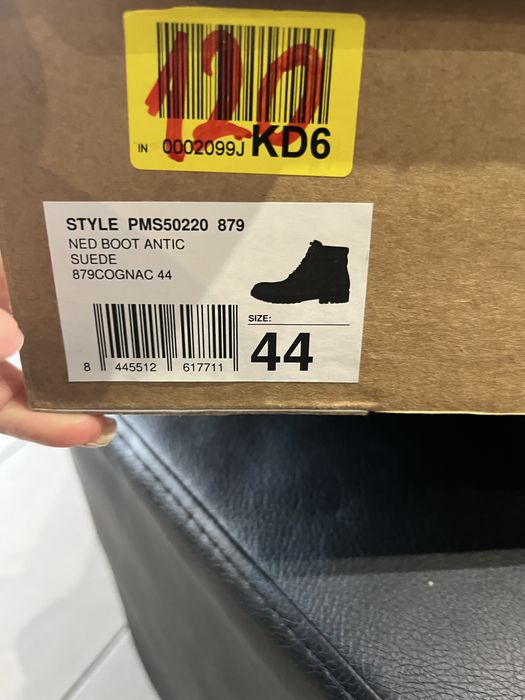 120
IN 0002099J KD6
STYLE PMS50220 879
NED BOOT ANTIC
SUEDE
879COGNAC 44
SIZE:
44
8 445512 617711